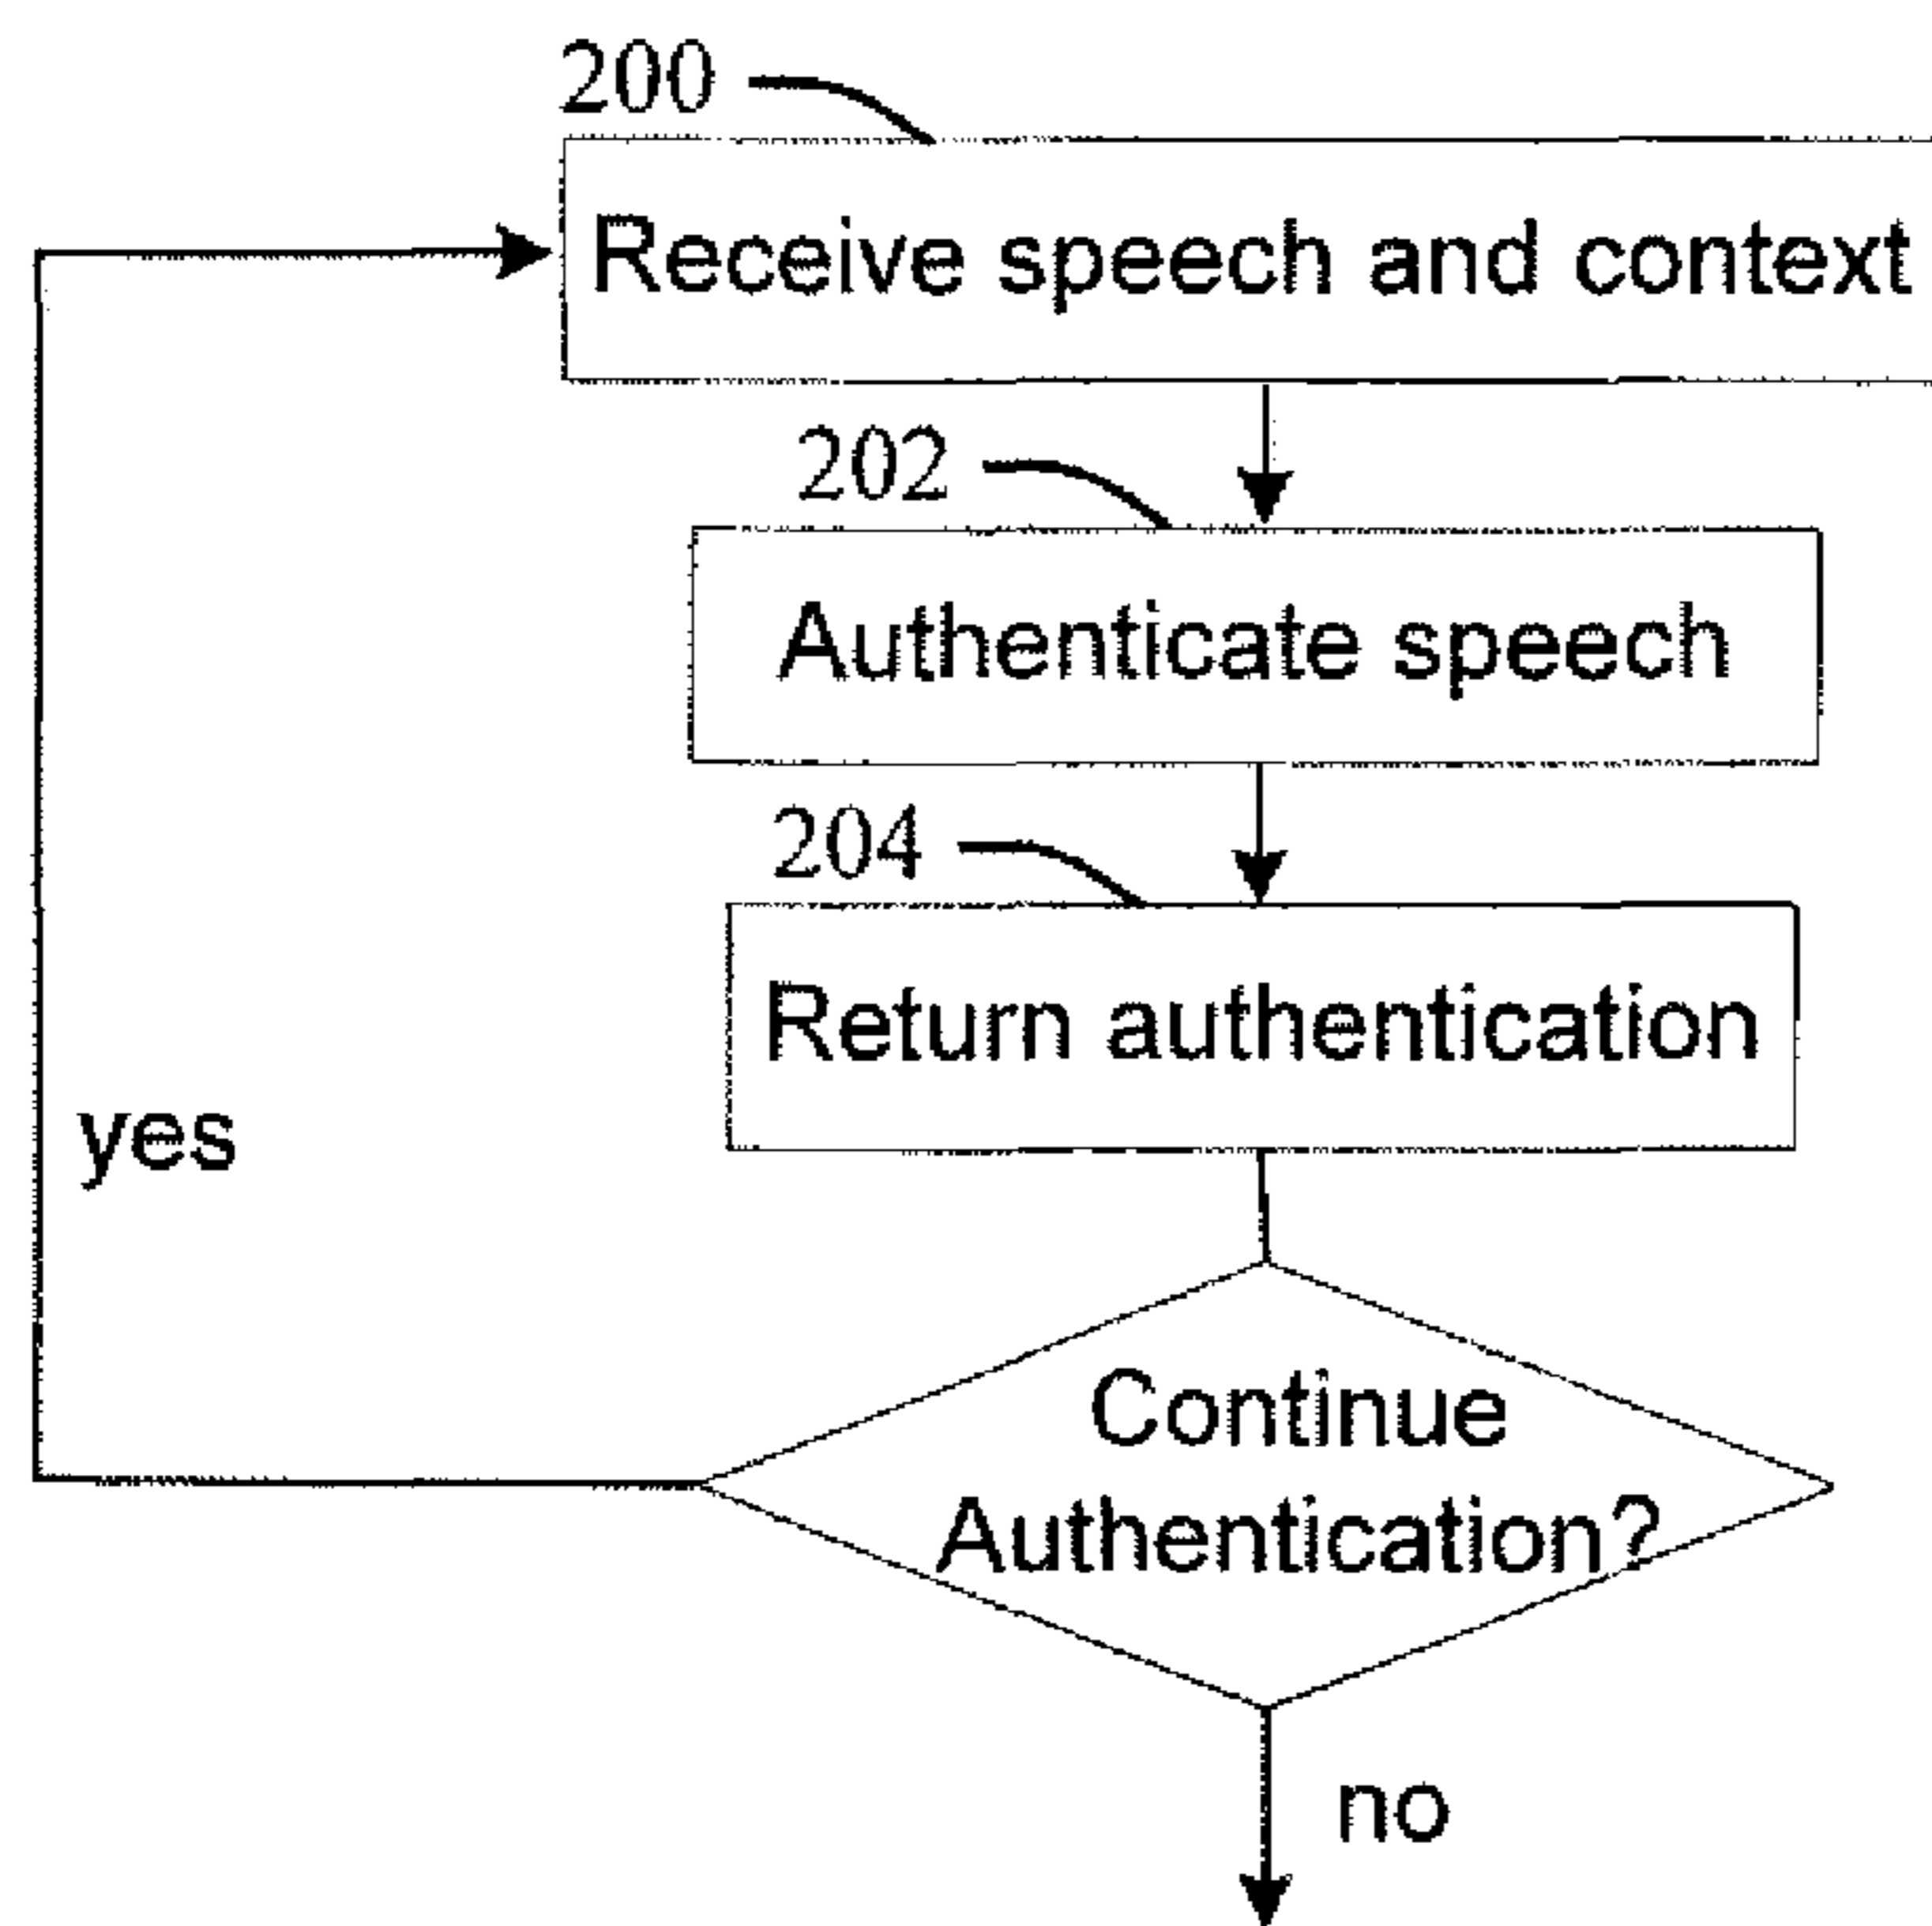 200
Receive speech and context
202
Authenticate speech
204
Return authentication
yes
Continue
Authentication?
no